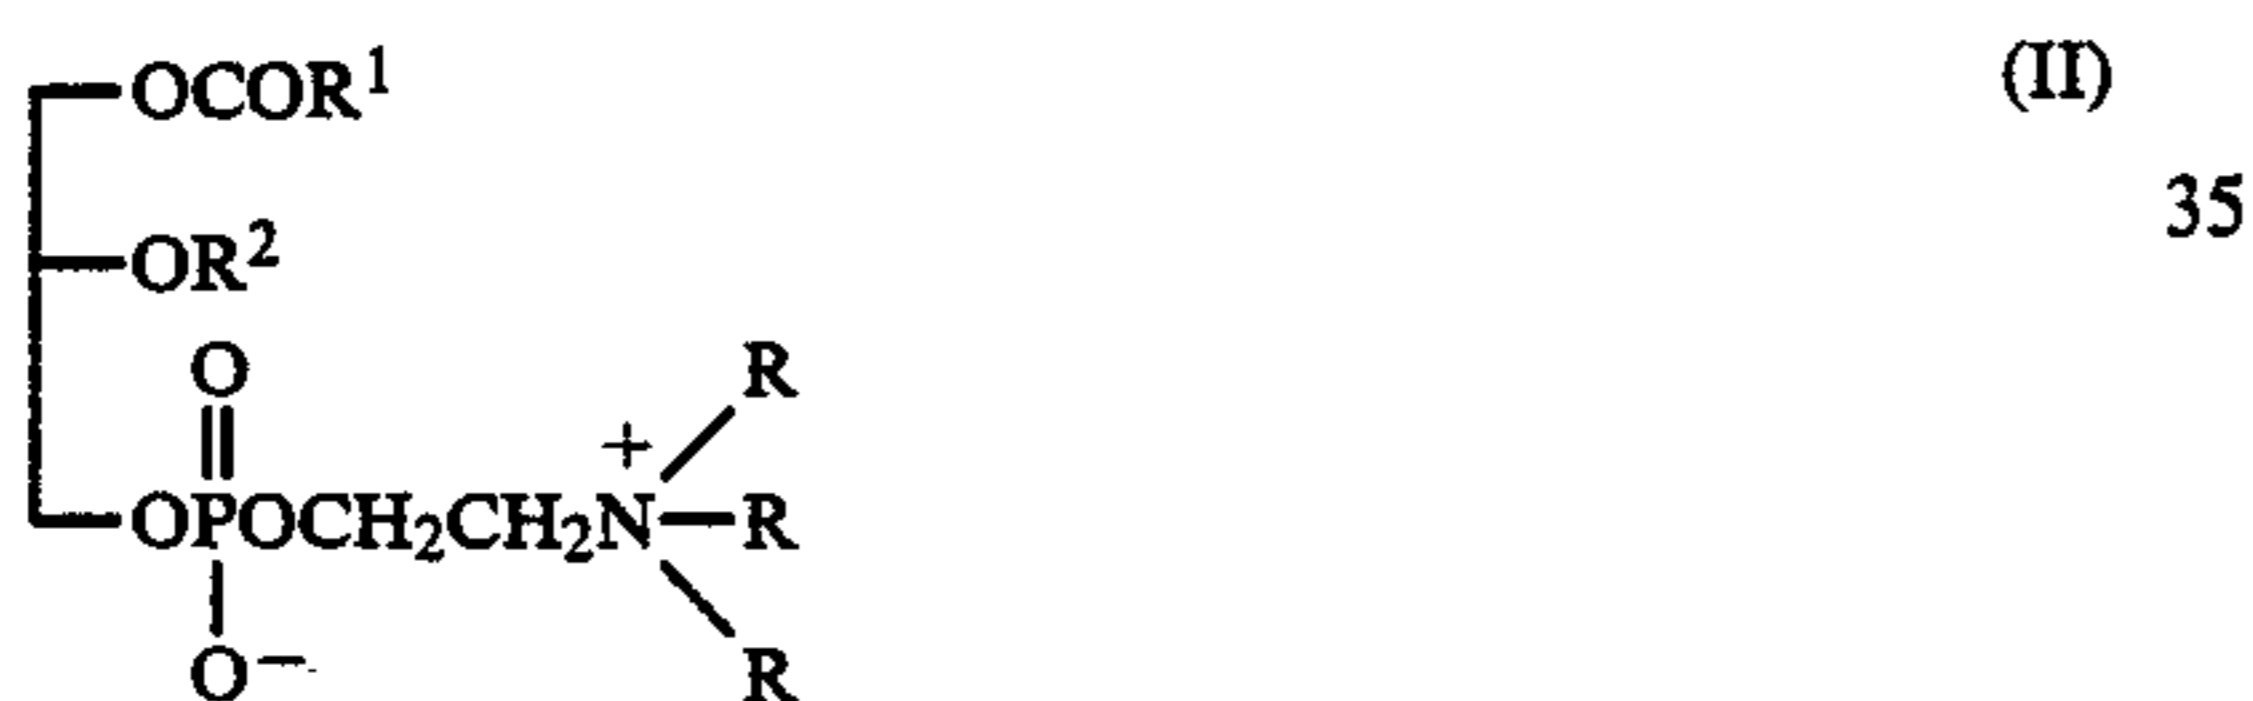 OCOR¹ (II)
35
OR²
O R
+
OPOCH₂CH₂N—R
O⁻ R